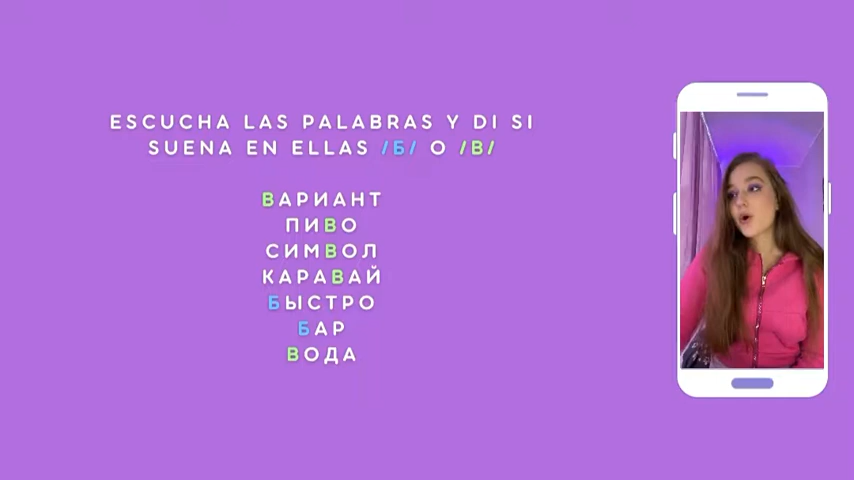 ESCUCHA LAS PALABRAS Y DI SI
SUENA EN ELLAS /Б/ O /В/
ВАРИАНТ
ПИВО
СИМВОЛ
КАРАВАЙ
БЫСТРО
БАР
ВОДА